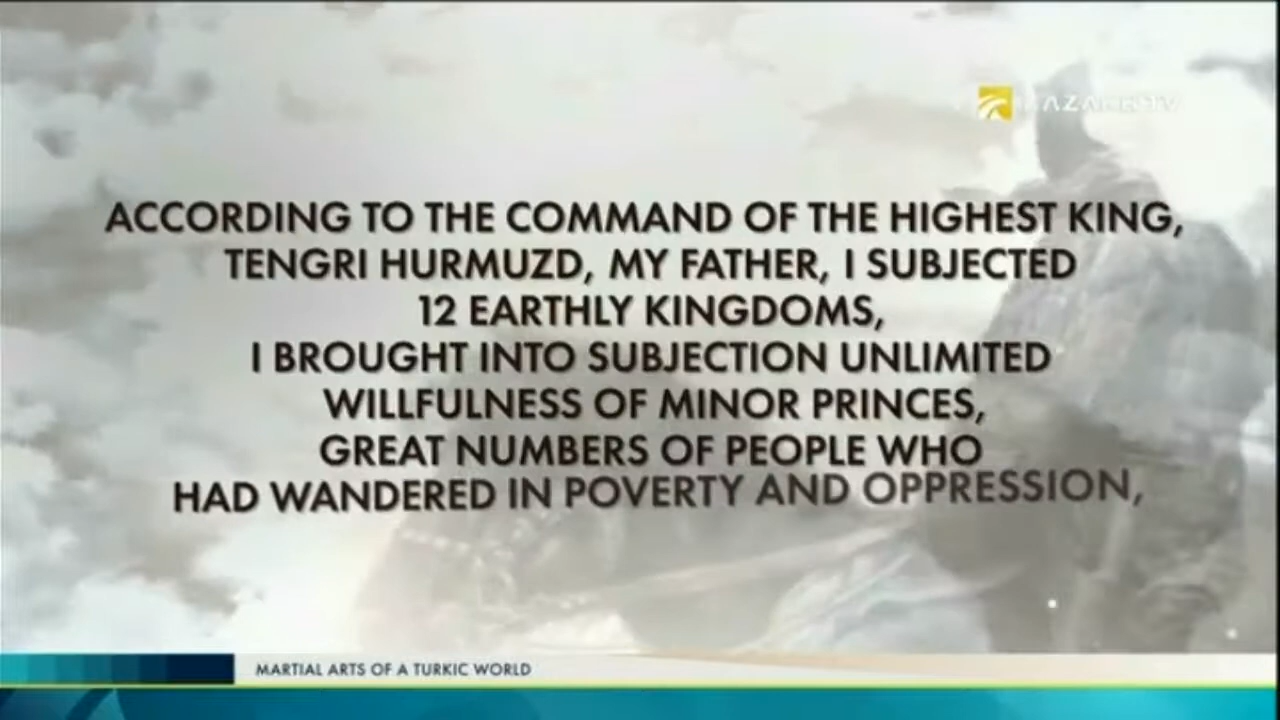 KAZAKH TV
ACCORDING TO THE COMMAND OF THE HIGHEST KING,
TENGRI HURMUZD, MY FATHER, I SUBJECTED
12 EARTHLY KINGDOMS,
I BROUGHT INTO SUBJECTION UNLIMITED
WILLFULNESS OF MINOR PRINCES,
GREAT NUMBERS OF PEOPLE WHO
HAD WANDERED IN POVERTY AND OPPRESSION,
MARTIAL ARTS OF A TURKIC WORLD